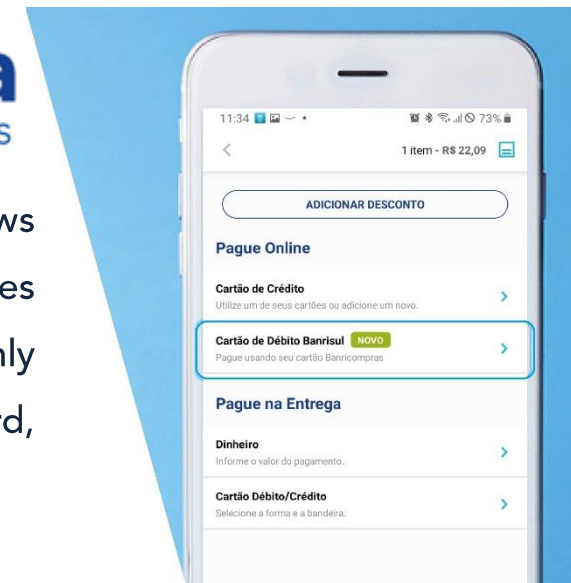 a
s
ws
es
nly
rd,
11:34
73%
1 item - R$ 22,09
ADICIONAR DESCONTO
Pague Online
Cartão de Crédito
Utilize um de seus cartões ou adicione um novo.
Cartão de Débito Banrisul NOVO
Pague usando seu cartão Banricompras
Pague na Entrega
Dinheiro
Informe o valor do pagamento.
Cartão Débito/Crédito
Selecione a forma e a bandeira.